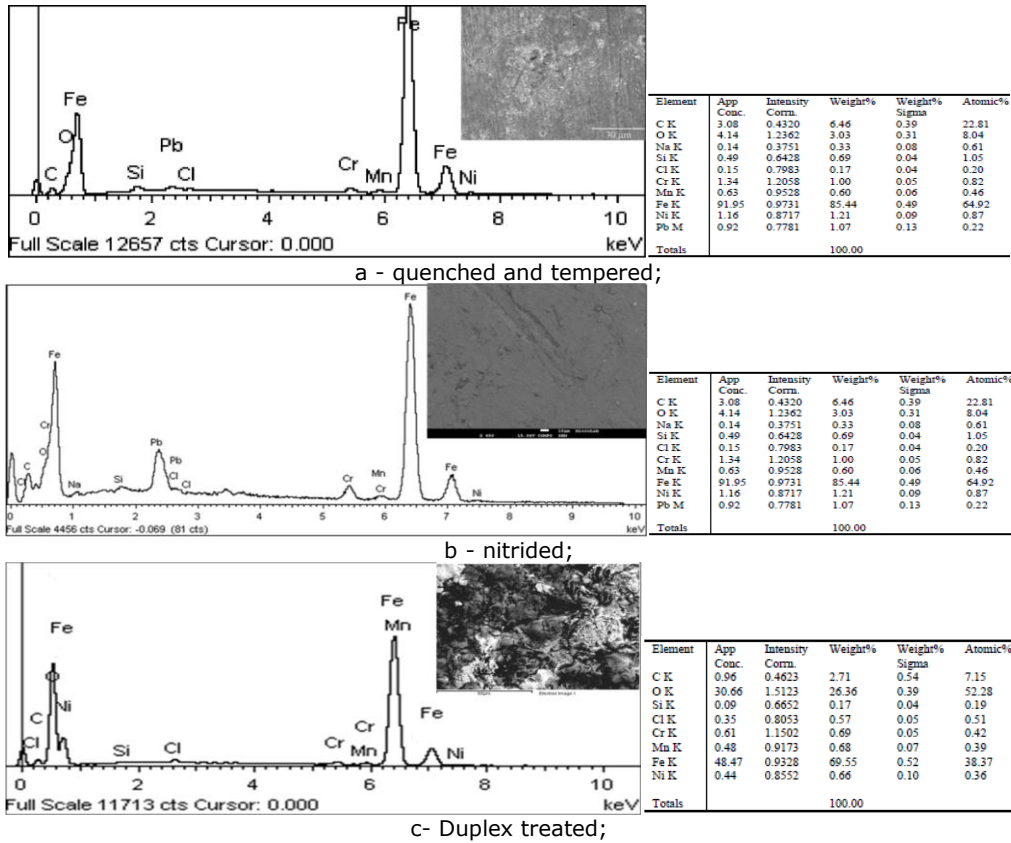 Fe
Fe
O
C
Si
Pb
Cl
Cr
Mn
Fe
Ni
30 µm
0 2 4 6 8 10
Full Scale 12657 cts Cursor: 0.000 keV
Element App Conc. Intensity Corrn. Weight% Weight% Sigma Atomic%
C K 3.08 0.4320 6.46 0.39 22.81
O K 4.14 1.2362 3.03 0.31 8.04
Na K 0.14 0.3751 0.33 0.08 0.61
Si K 0.49 0.6428 0.69 0.04 1.05
Cl K 0.15 0.7983 0.17 0.04 0.20
Cr K 1.34 1.2058 1.00 0.05 0.82
Mn K 0.63 0.9528 0.60 0.06 0.46
Fe K 91.95 0.9731 85.44 0.49 64.92
Ni K 1.16 0.8717 1.21 0.09 0.87
Pb M 0.92 0.7781 1.07 0.13 0.22
Totals 100.00
a - quenched and tempered;
Fe
Fe
Cr
O
C
Cr
Na
Si
Pb
Pb
Cl
Cl
Cr
Mn
Cr
Fe
Ni
0 1 2 3 4 5 6 7 8 9 10
Full Scale 4456 cts Cursor: -0.069 (81 cts) keV
Element App Conc. Intensity Corrn. Weight% Weight% Sigma Atomic%
C K 3.08 0.4320 6.46 0.39 22.81
O K 4.14 1.2362 3.03 0.31 8.04
Na K 0.14 0.3751 0.33 0.08 0.61
Si K 0.49 0.6428 0.69 0.04 1.05
Cl K 0.15 0.7983 0.17 0.04 0.20
Cr K 1.34 1.2058 1.00 0.05 0.82
Mn K 0.63 0.9528 0.60 0.06 0.46
Fe K 91.95 0.9731 85.44 0.49 64.92
Ni K 1.16 0.8717 1.21 0.09 0.87
Pb M 0.92 0.7781 1.07 0.13 0.22
Totals 100.00
b - nitrided;
Fe
O
Ni
C
Cl
Si
Cl
Cr
Cr
Mn
Fe
Mn
Fe
Ni
Electron Image 1
0 2 4 6 8 10
Full Scale 11713 cts Cursor: 0.000 keV
Element App Conc. Intensity Corrn. Weight% Weight% Sigma Atomic%
C K 0.96 0.4623 2.71 0.54 7.15
O K 30.66 1.5123 26.36 0.39 52.28
Si K 0.09 0.6652 0.17 0.04 0.19
Cl K 0.35 0.8053 0.57 0.05 0.51
Cr K 0.61 1.1502 0.69 0.05 0.42
Mn K 0.48 0.9173 0.68 0.07 0.39
Fe K 48.47 0.9328 69.55 0.52 38.37
Ni K 0.44 0.8552 0.66 0.10 0.36
Totals 100.00
c- Duplex treated;